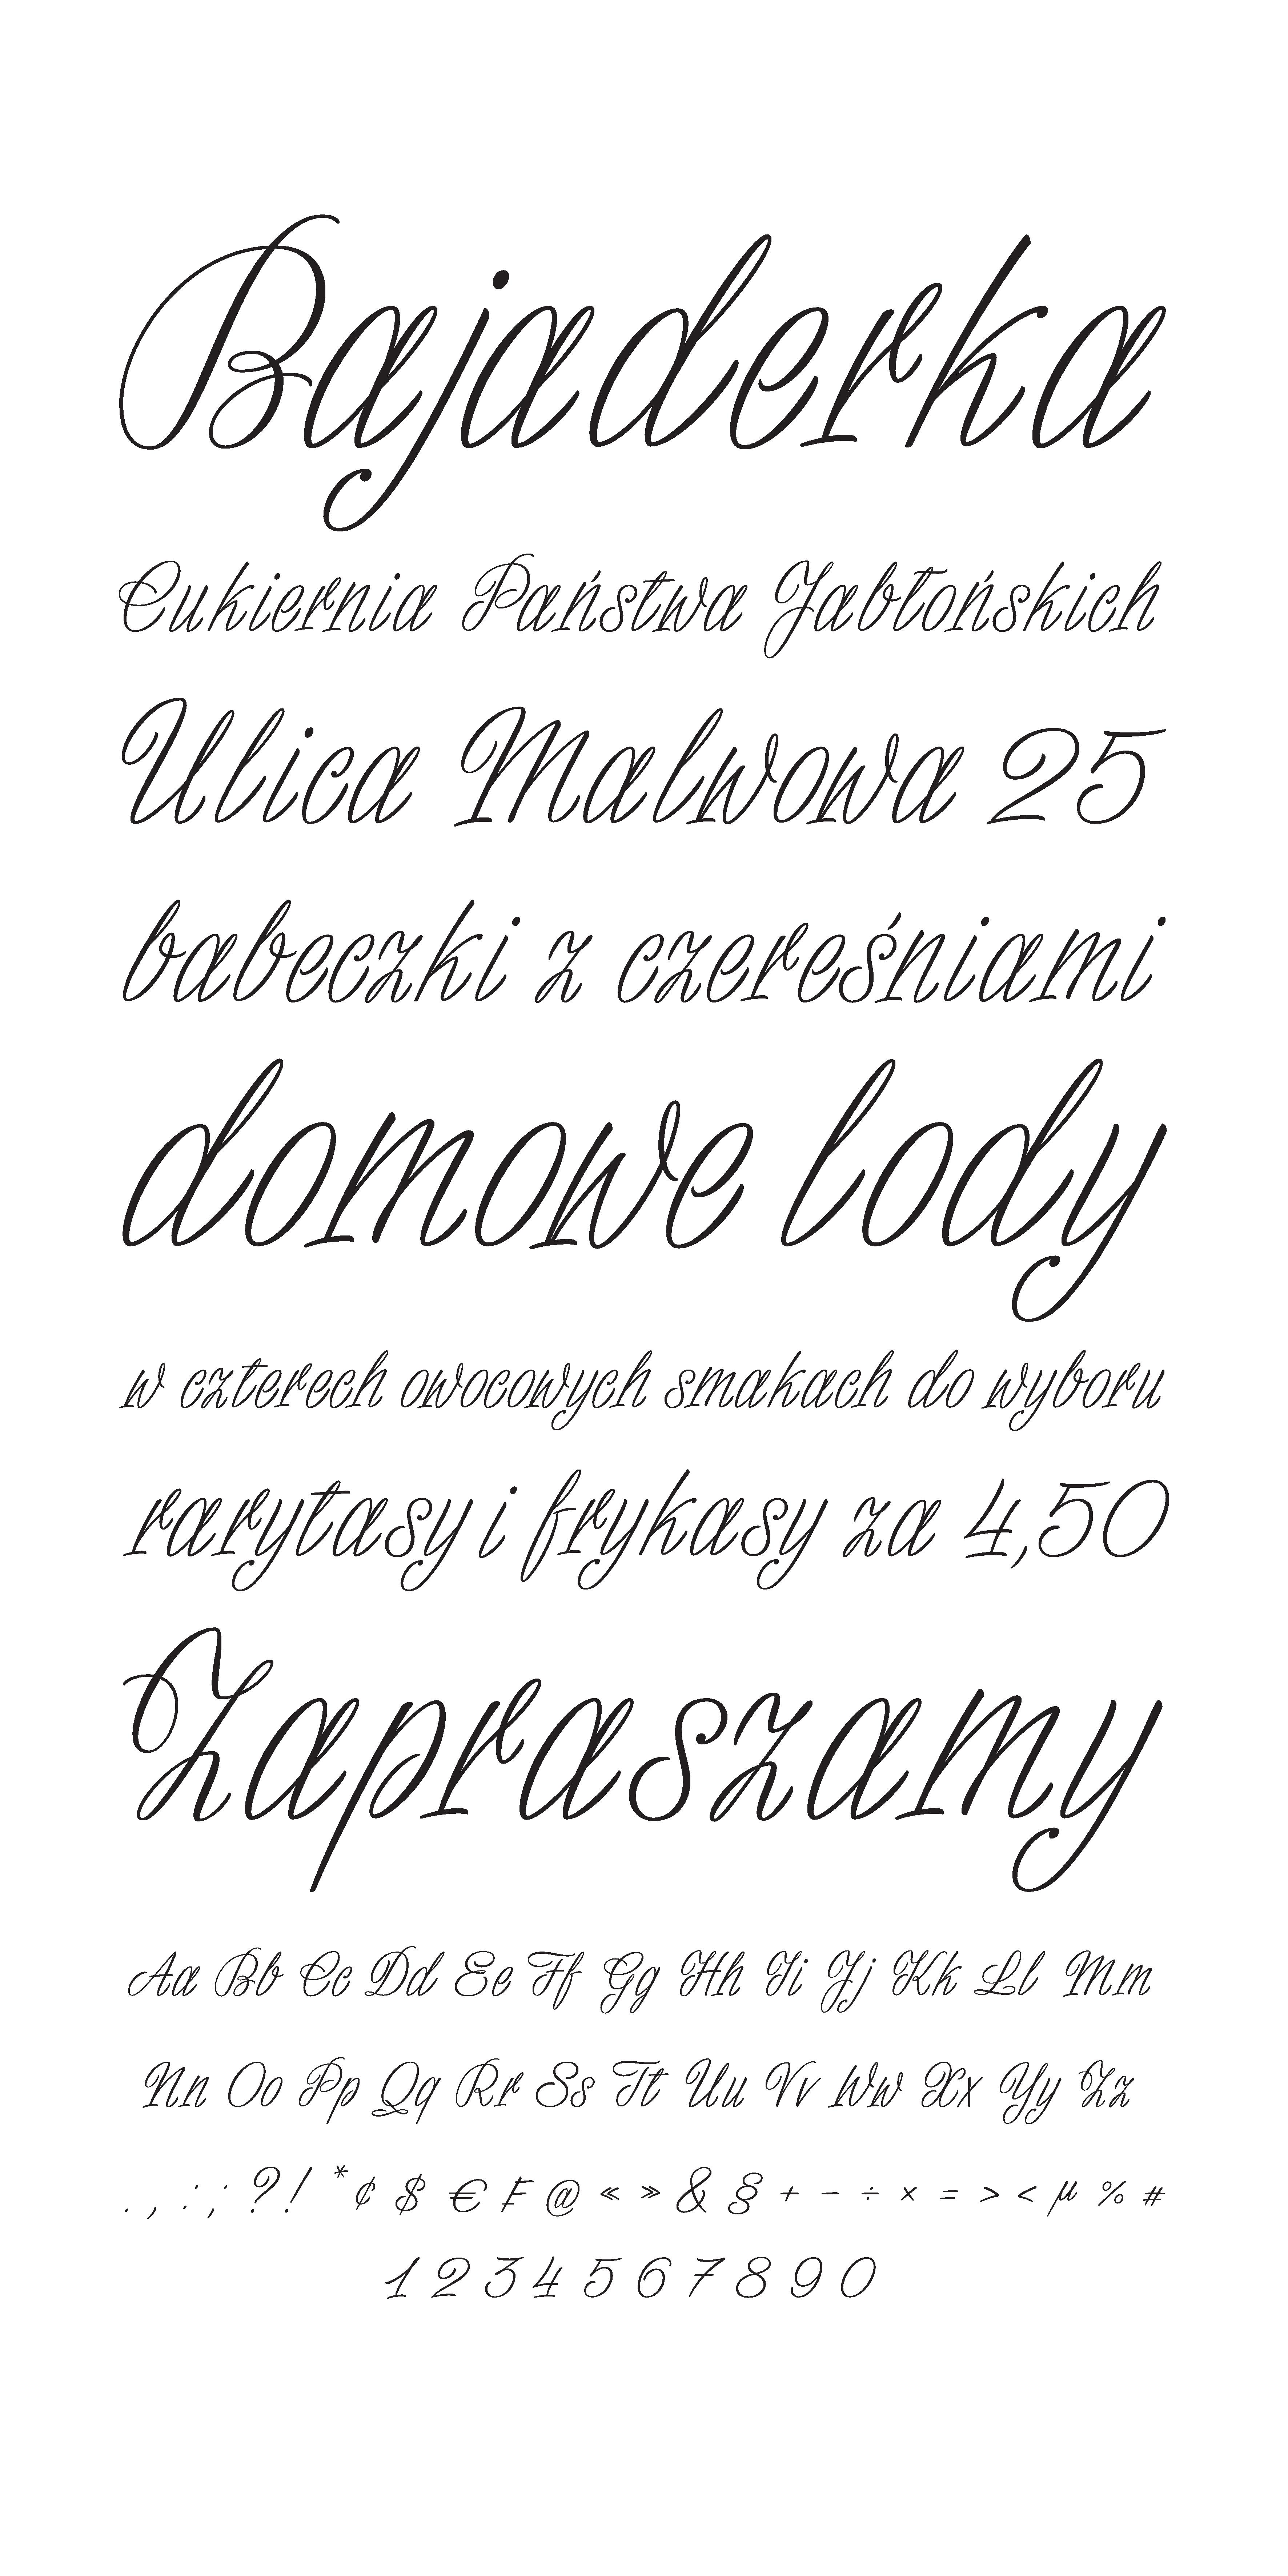 Bajaderka
Cukiernia Państwa Jabłońskich
Ulica Malwowa 25
babeczki z czereśniami
domowe lody
w czterech owocowych smakach do wyboru
rarytasy i frykasy za 4,50
Zapraszamy
Aa Bb Cc Dd Ee Ff Gg Hh Ii Jj Kk Ll Mm
Nn Oo Pp Qq Rr Ss Tt Uu Vv Ww Xx Yy Zz
. , : ; ? ! * ¢ $ € ₣ @ « » & § + − ÷ × = > < µ % #
1 2 3 4 5 6 7 8 9 0